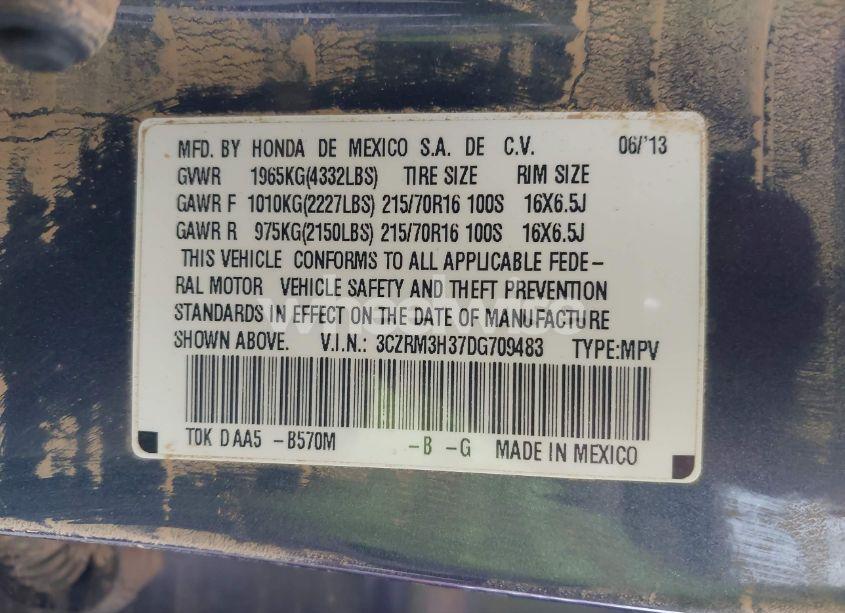 MFD. BY HONDA DE MEXICO S.A. DE C.V. 06/'13
GVWR 1965KG(4332LBS) TIRE SIZE RIM SIZE
GAWR F 1010KG(2227LBS) 215/70R16 100S 16X6.5J
GAWR R 975KG(2150LBS) 215/70R16 100S 16X6.5J
THIS VEHICLE CONFORMS TO ALL APPLICABLE FEDE-
RAL MOTOR VEHICLE SAFETY AND THEFT PREVENTION
STANDARDS IN EFFECT ON THE DATE OF MANUFACTURE
SHOWN ABOVE. V.I.N.: 3CZRM3H37DG709483 TYPE:MPV
TOK D AA5 -B570M -B -G MADE IN MEXICO